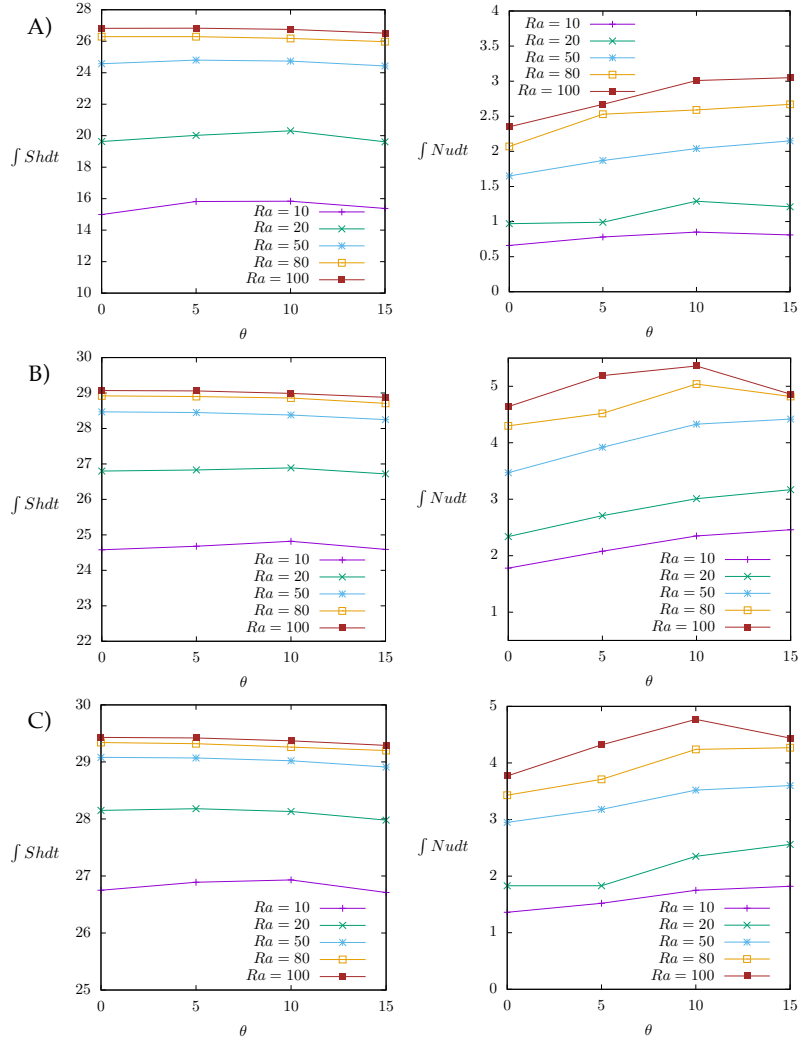 A)
28
26
24
22
20
18
16
14
12
10
∫ Shdt
Ra = 10
Ra = 20
Ra = 50
Ra = 80
Ra = 100
0 5 10 15
θ
4
3.5
3
2.5
2
1.5
1
0.5
0
∫ Nudt
Ra = 10
Ra = 20
Ra = 50
Ra = 80
Ra = 100
0 5 10 15
θ
B)
30
29
28
27
26
25
24
23
22
∫ Shdt
Ra = 10
Ra = 20
Ra = 50
Ra = 80
Ra = 100
0 5 10 15
θ
5
4
3
2
1
∫ Nudt
Ra = 10
Ra = 20
Ra = 50
Ra = 80
Ra = 100
0 5 10 15
θ
C)
30
29
28
27
26
25
∫ Shdt
Ra = 10
Ra = 20
Ra = 50
Ra = 80
Ra = 100
0 5 10 15
θ
5
4
3
2
1
0
∫ Nudt
Ra = 10
Ra = 20
Ra = 50
Ra = 80
Ra = 100
0 5 10 15
θ